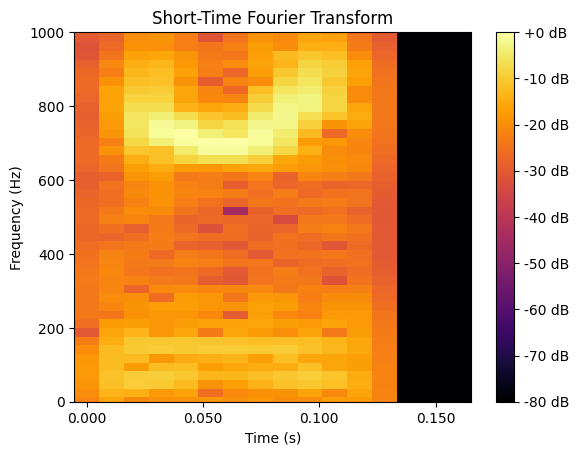 Short-Time Fourier Transform
1000
800
600
400
200
0
Frequency (Hz)
0.000
0.050
0.100
0.150
Time (s)
+0 dB
-10 dB
-20 dB
-30 dB
-40 dB
-50 dB
-60 dB
-70 dB
-80 dB